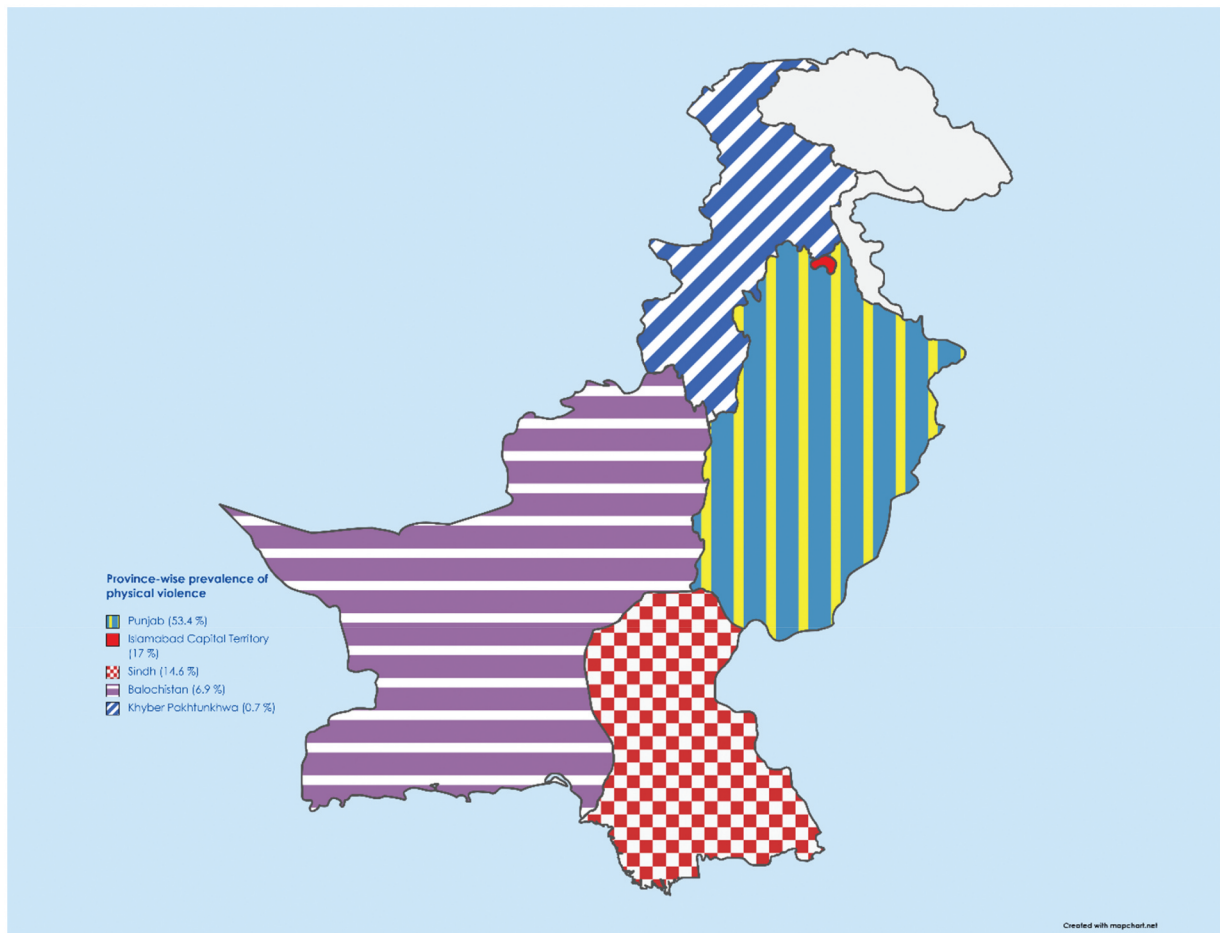 Province-wise prevalence of
physical violence
Punjab (53.4 %)
Islamabad Capital Territory
(17 %)
Sindh (14.6 %)
Balochistan (6.9 %)
Khyber Pakhtunkhwa (0.7 %)
Created with mapchart.net